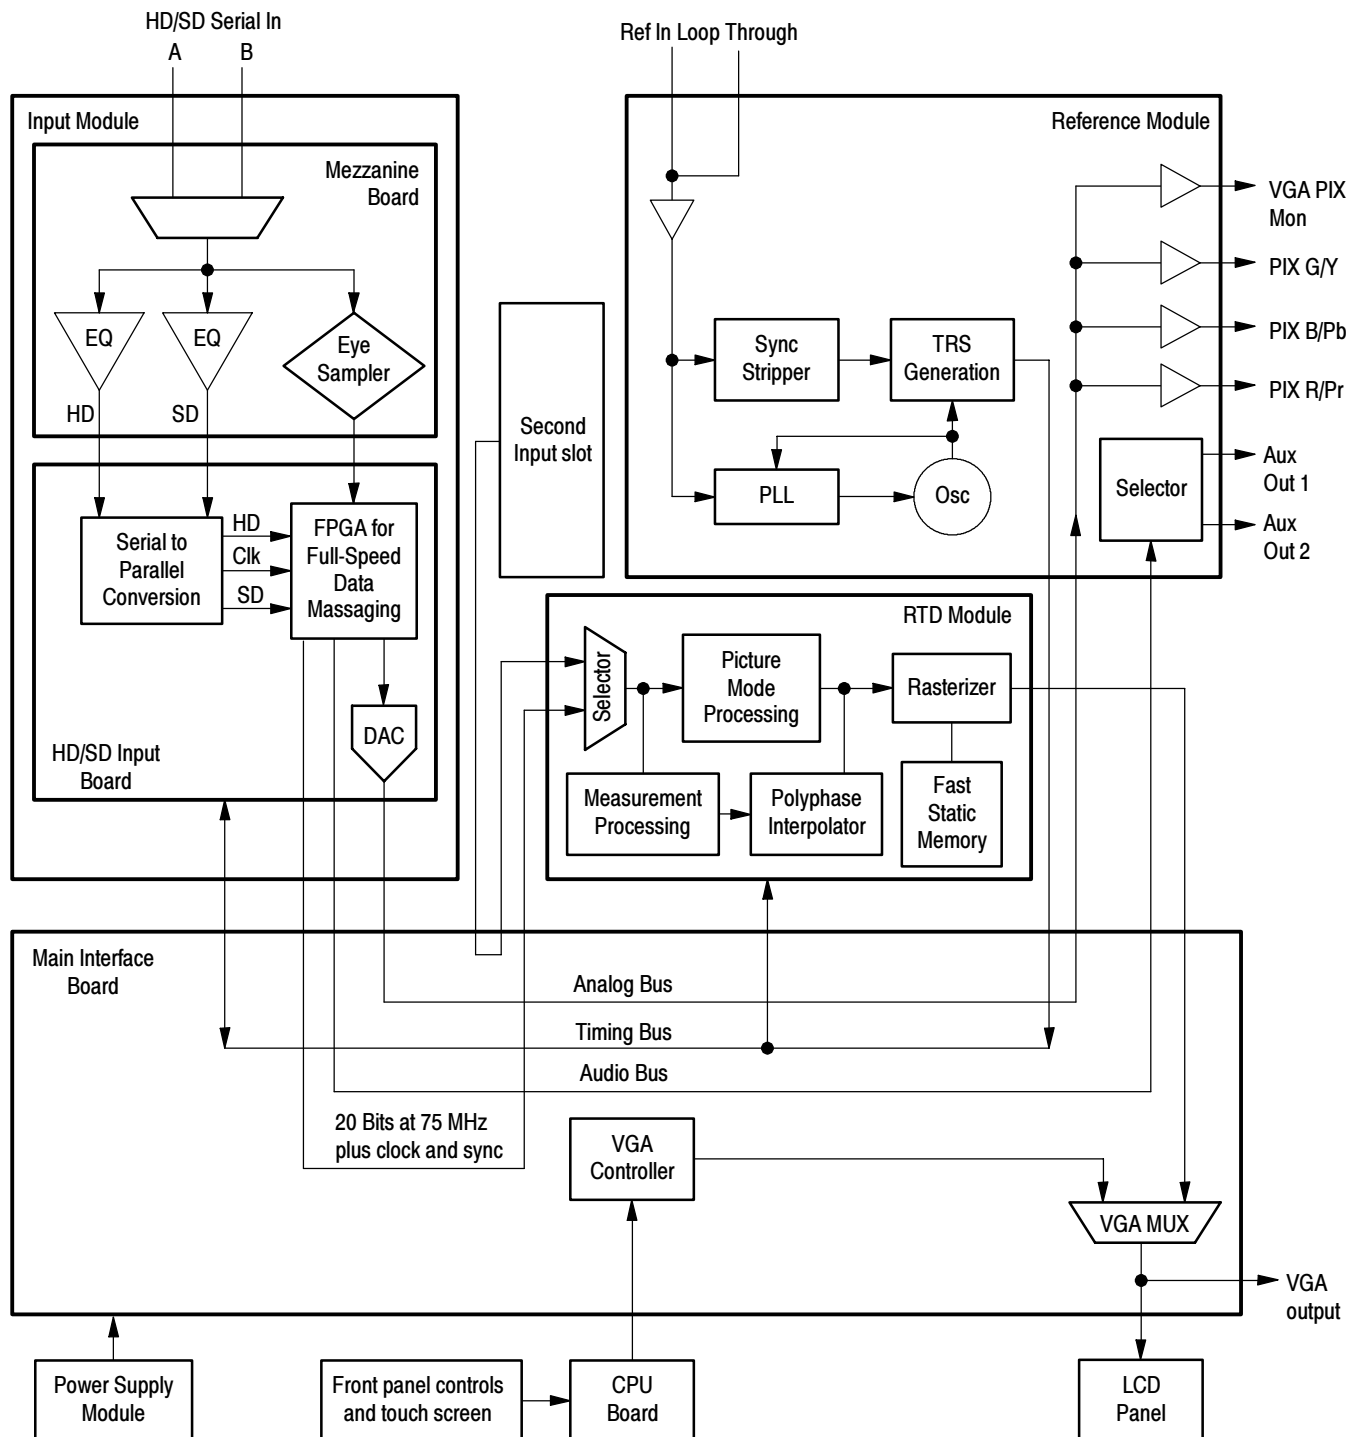 HD/SD Serial In
A
B
Ref In Loop Through
Input Module
Mezzanine
Board
EQ
EQ
Eye
Sampler
HD
SD
Serial to
Parallel
Conversion
HD
Clk
SD
FPGA for
Full-Speed
Data
Massaging
DAC
HD/SD Input
Board
Second
Input slot
Reference Module
Sync
Stripper
TRS
Generation
PLL
Osc
Selector
VGA PIX
Mon
PIX G/Y
PIX B/Pb
PIX R/Pr
Aux
Out 1
Aux
Out 2
RTD Module
Selector
Picture
Mode
Processing
Rasterizer
Measurement
Processing
Polyphase
Interpolator
Fast
Static
Memory
Main Interface
Board
Analog Bus
Timing Bus
Audio Bus
20 Bits at 75 MHz
plus clock and sync
VGA
Controller
VGA MUX
VGA
output
Power Supply
Module
Front panel controls
and touch screen
CPU
Board
LCD
Panel